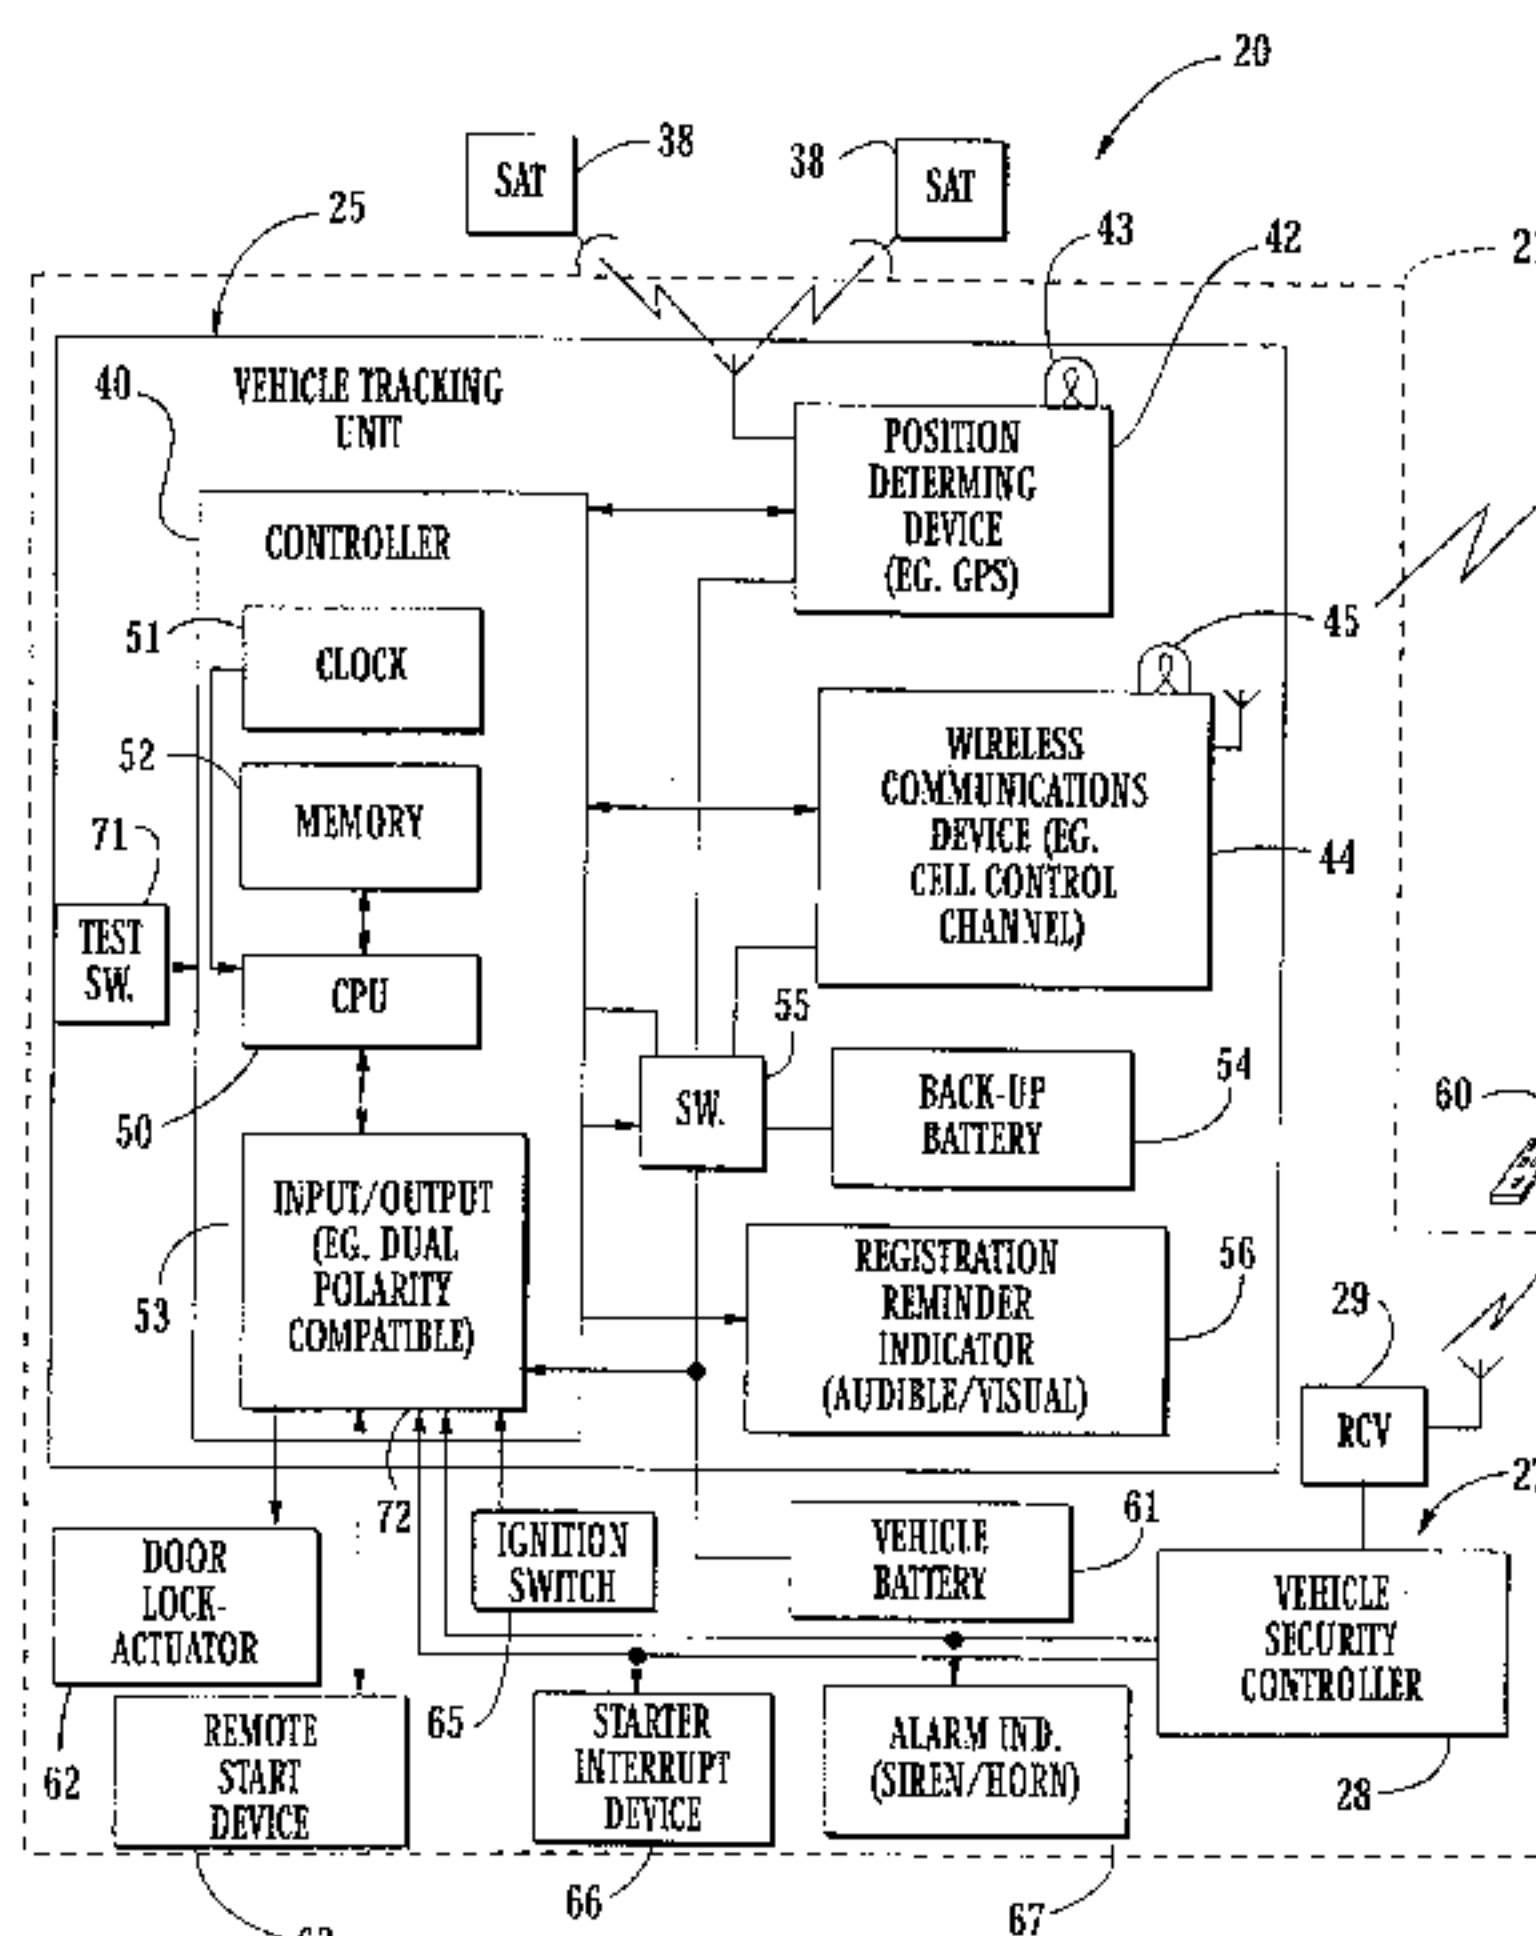 20
SAT
38
38
SAT
25
43
42
40
VEHICLE TRACKING
UNIT
POSITION
DETERMING
DEVICE
(EG. GPS)
CONTROLLER
51
CLOCK
45
52
MEMORY
WIRELESS
COMMUNICATIONS
DEVICE (EG.
CELL CONTROL
CHANNEL)
44
71
TEST
SW.
CPU
50
55
SW.
BACK-UP
BATTERY
54
60
INPUT/OUTPUT
(EG. DUAL
POLARITY
COMPATIBLE)
53
REGISTRATION
REMINDER
INDICATOR
(AUDIBLE/VISUAL)
56
29
RCV
72
IGNITION
SWITCH
65
VEHICLE
BATTERY
61
DOOR
LOCK-
ACTUATOR
62
VEHICLE
SECURITY
CONTROLLER
28
REMOTE
START
DEVICE
STARTER
INTERRUPT
DEVICE
66
ALARM IND.
(SIREN/HORN)
67